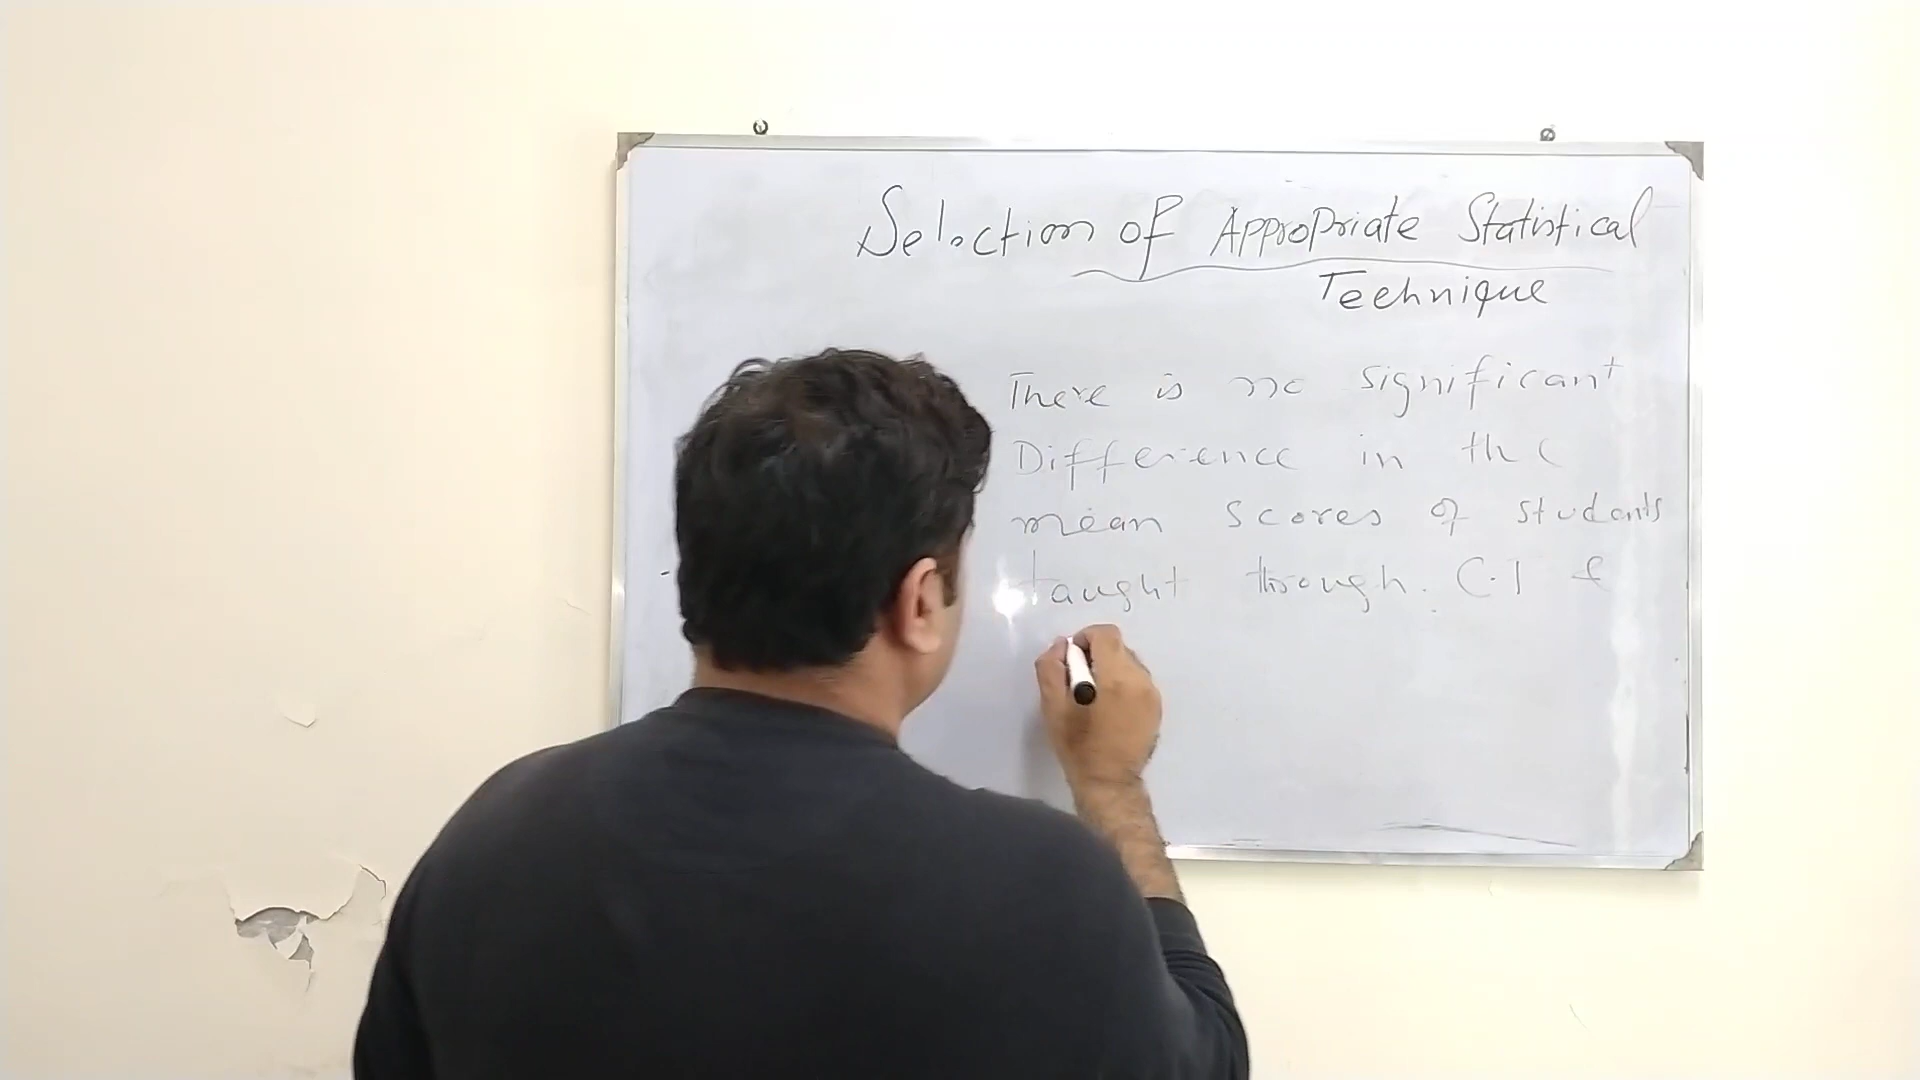 Selection of Appropriate Statistical
Technique
There is no significant
Difference in the
mean scores of students
taught through C.I &